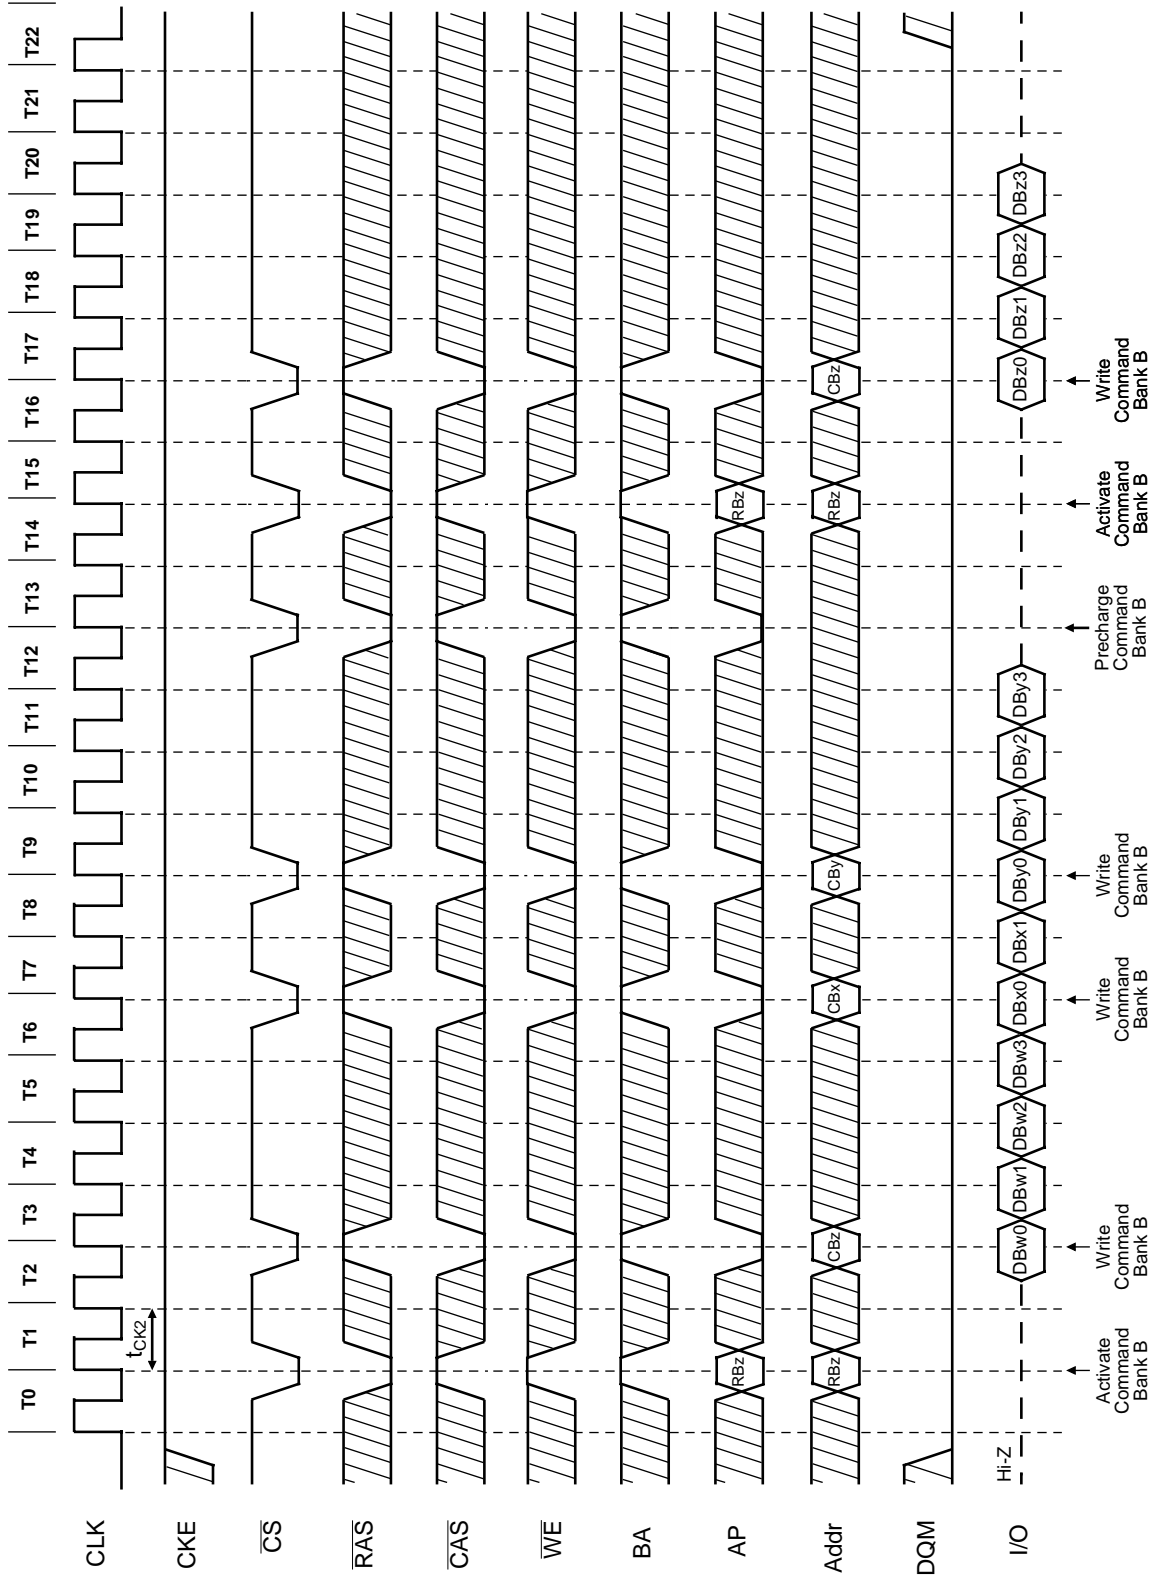 T0 T1 T2 T3 T4 T5 T6 T7 T8 T9 T10 T11 T12 T13 T14 T15 T16 T17 T18 T19 T20 T21 T22
CLK
tCK2
CKE
CS
RAS
CAS
WE
BA
AP
RBz RBz
Addr
RBz CBz CBx CBy RBz CBz
DQM
I/O
Hi-Z
DBw0 DBw1 DBw2 DBw3 DBx0 DBx1 DBy0 DBy1 DBy2 DBy3 DBz0 DBz1 DBz2 DBz3
Activate
Command
Bank B
Write
Command
Bank B
Write
Command
Bank B
Write
Command
Bank B
Precharge
Command
Bank B
Activate
Command
Bank B
Write
Command
Bank B